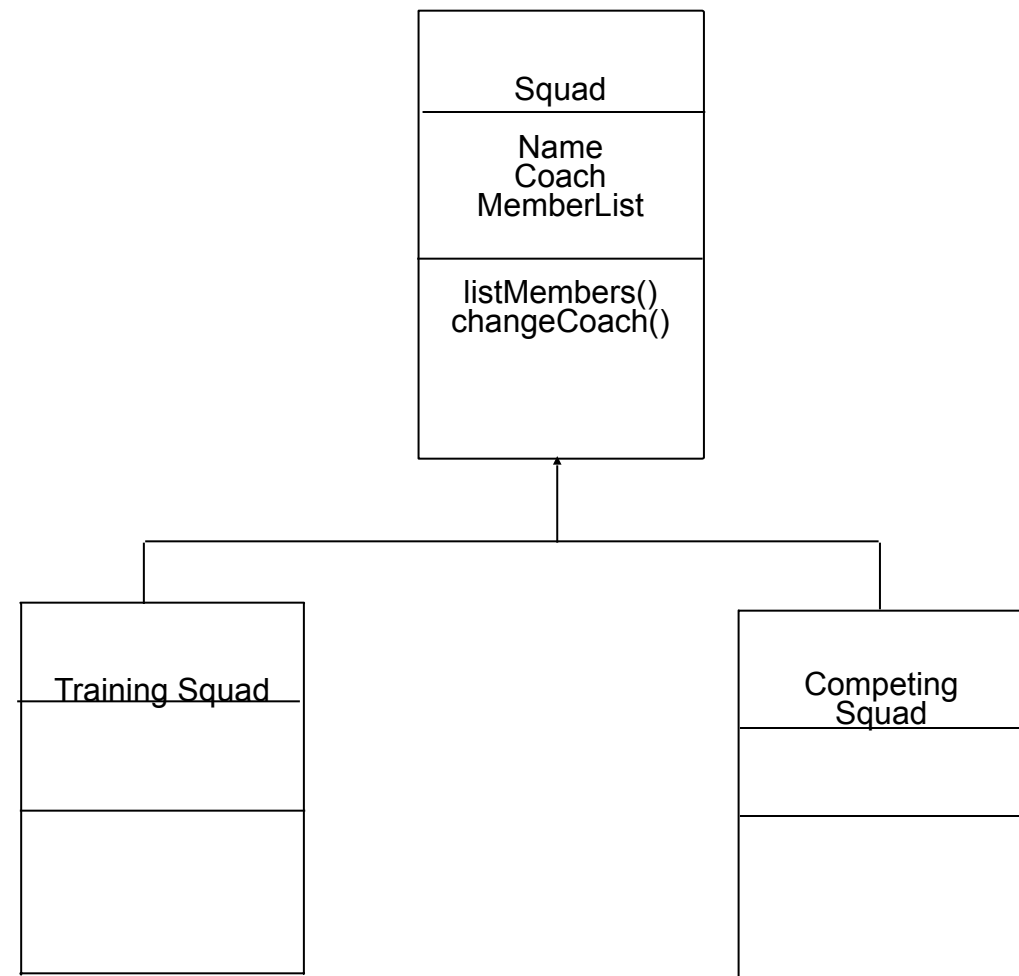 Squad
Name
Coach
MemberList
listMembers()
changeCoach()
Training Squad
Competing
Squad